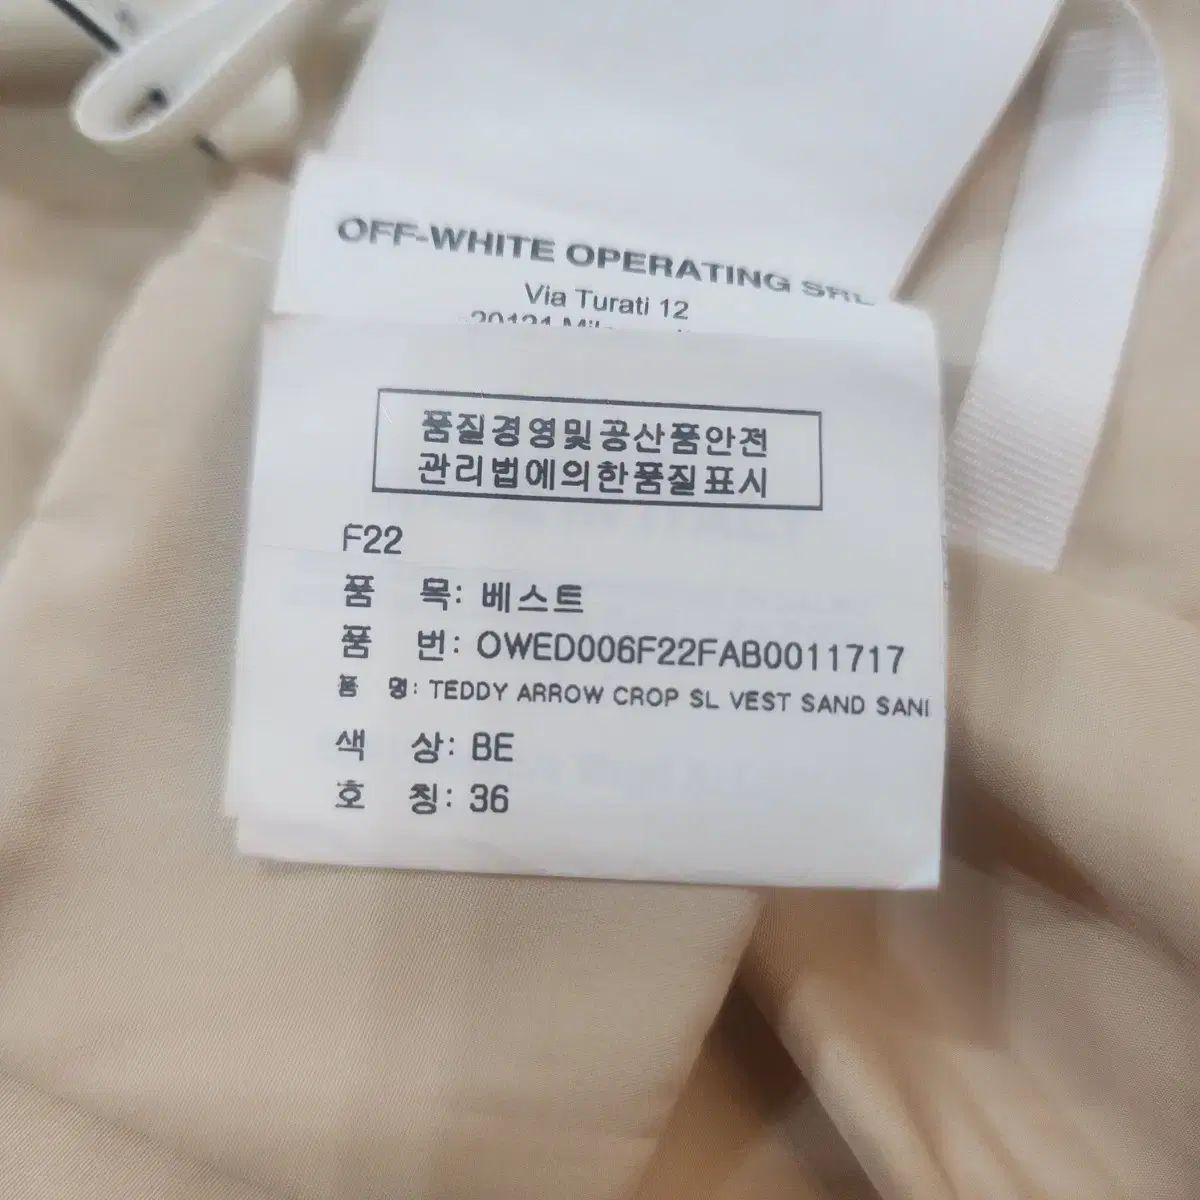 OFF-WHITE OPERATING SRL
Via Turati 12
품질경영및공산품안전
관리법에의한품질표시
F22
품 목: 베스트
품 번: OWED006F22FAB0011717
품 명: TEDDY ARROW CROP SL VEST SAND SAN
색 상: BE
호 칭: 36